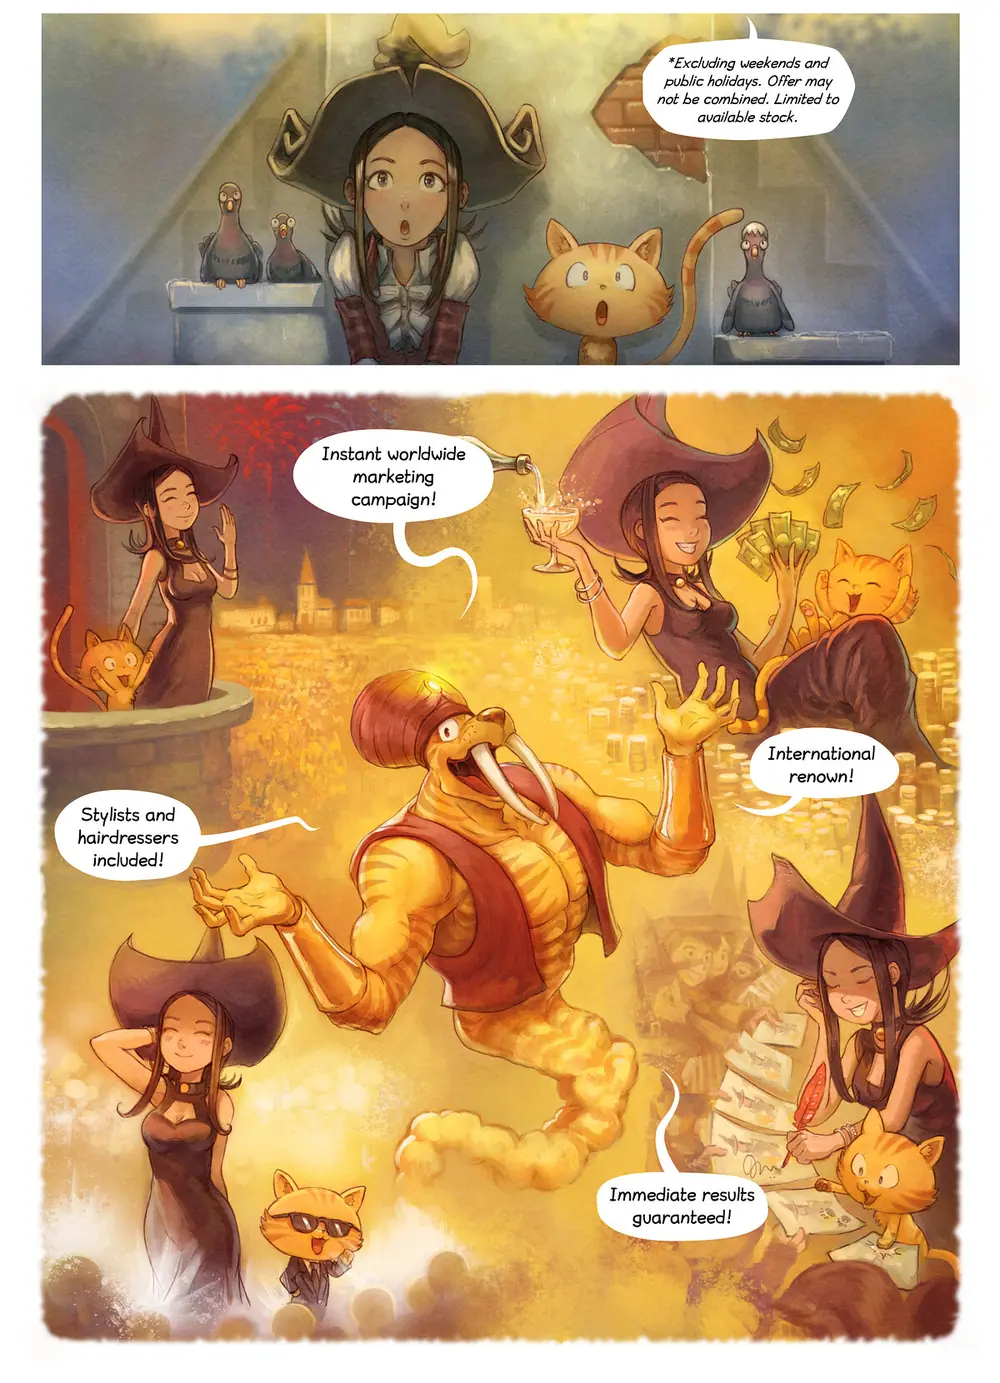 *Excluding weekends and
public holidays. Offer may
not be combined. Limited to
available stock.
Instant worldwide
marketing
campaign!
International
renown!
Stylists and
hairdressers
included!
Immediate results
guaranteed!